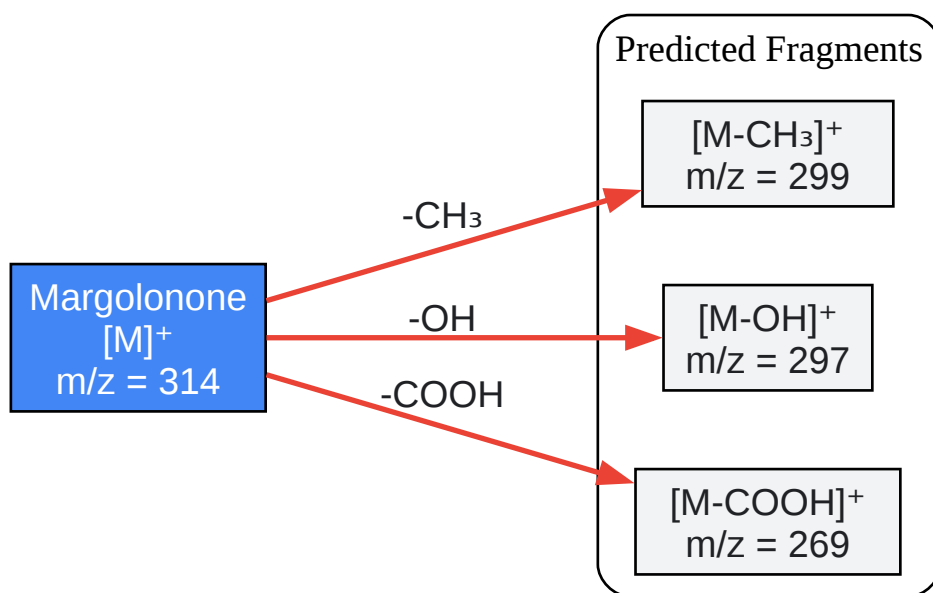 Predicted Fragments
[M-CH₃]⁺
m/z = 299
-CH₃
Margolonone
[M]⁺
m/z = 314
-OH
[M-OH]⁺
m/z = 297
-COOH
[M-COOH]⁺
m/z = 269